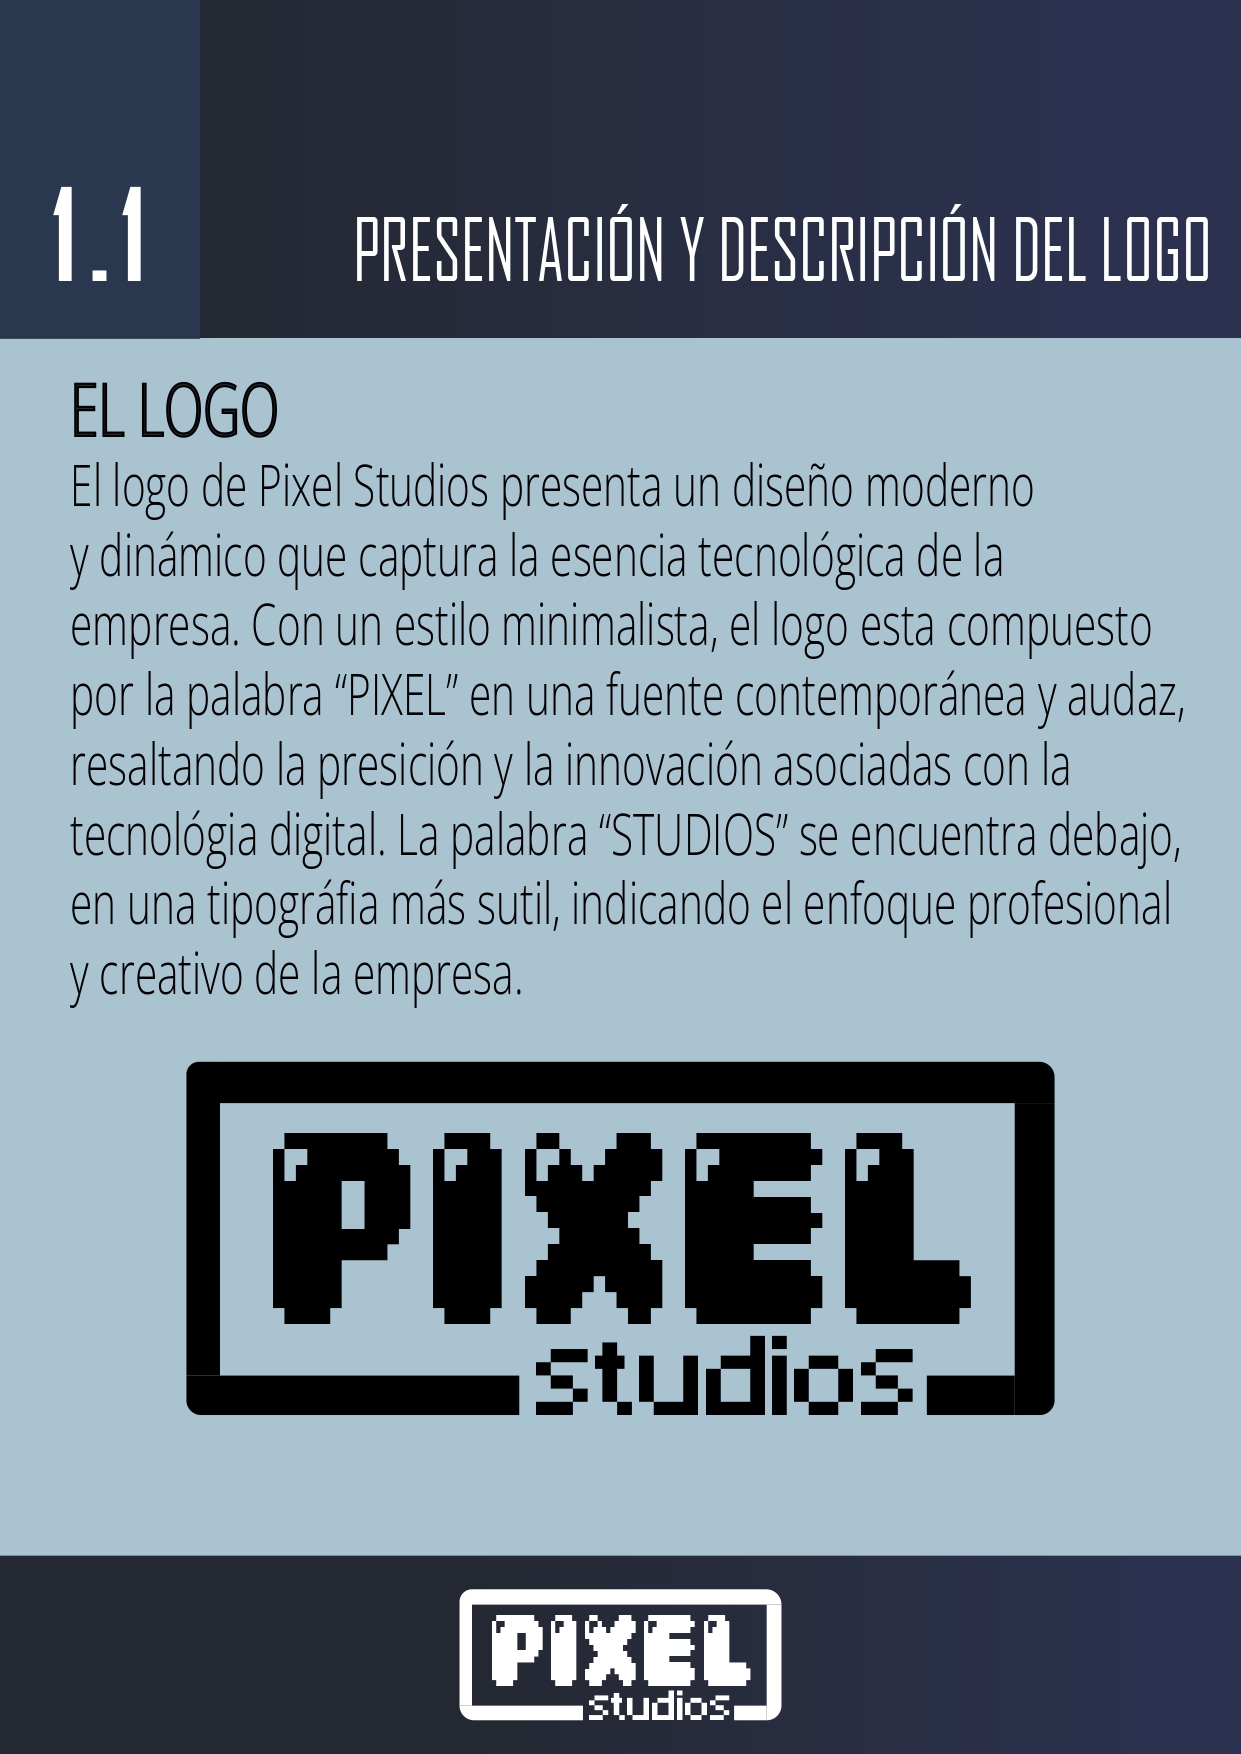 1.1
PRESENTACIÓN Y DESCRIPCIÓN DEL LOGO
EL LOGO
El logo de Pixel Studios presenta un diseño moderno
y dinámico que captura la esencia tecnológica de la
empresa. Con un estilo minimalista, el logo esta compuesto
por la palabra “PIXEL” en una fuente contemporánea y audaz,
resaltando la presición y la innovación asociadas con la
tecnológia digital. La palabra “STUDIOS” se encuentra debajo,
en una tipográfia más sutil, indicando el enfoque profesional
y creativo de la empresa.
PIXEL
studios
PIXEL
studios